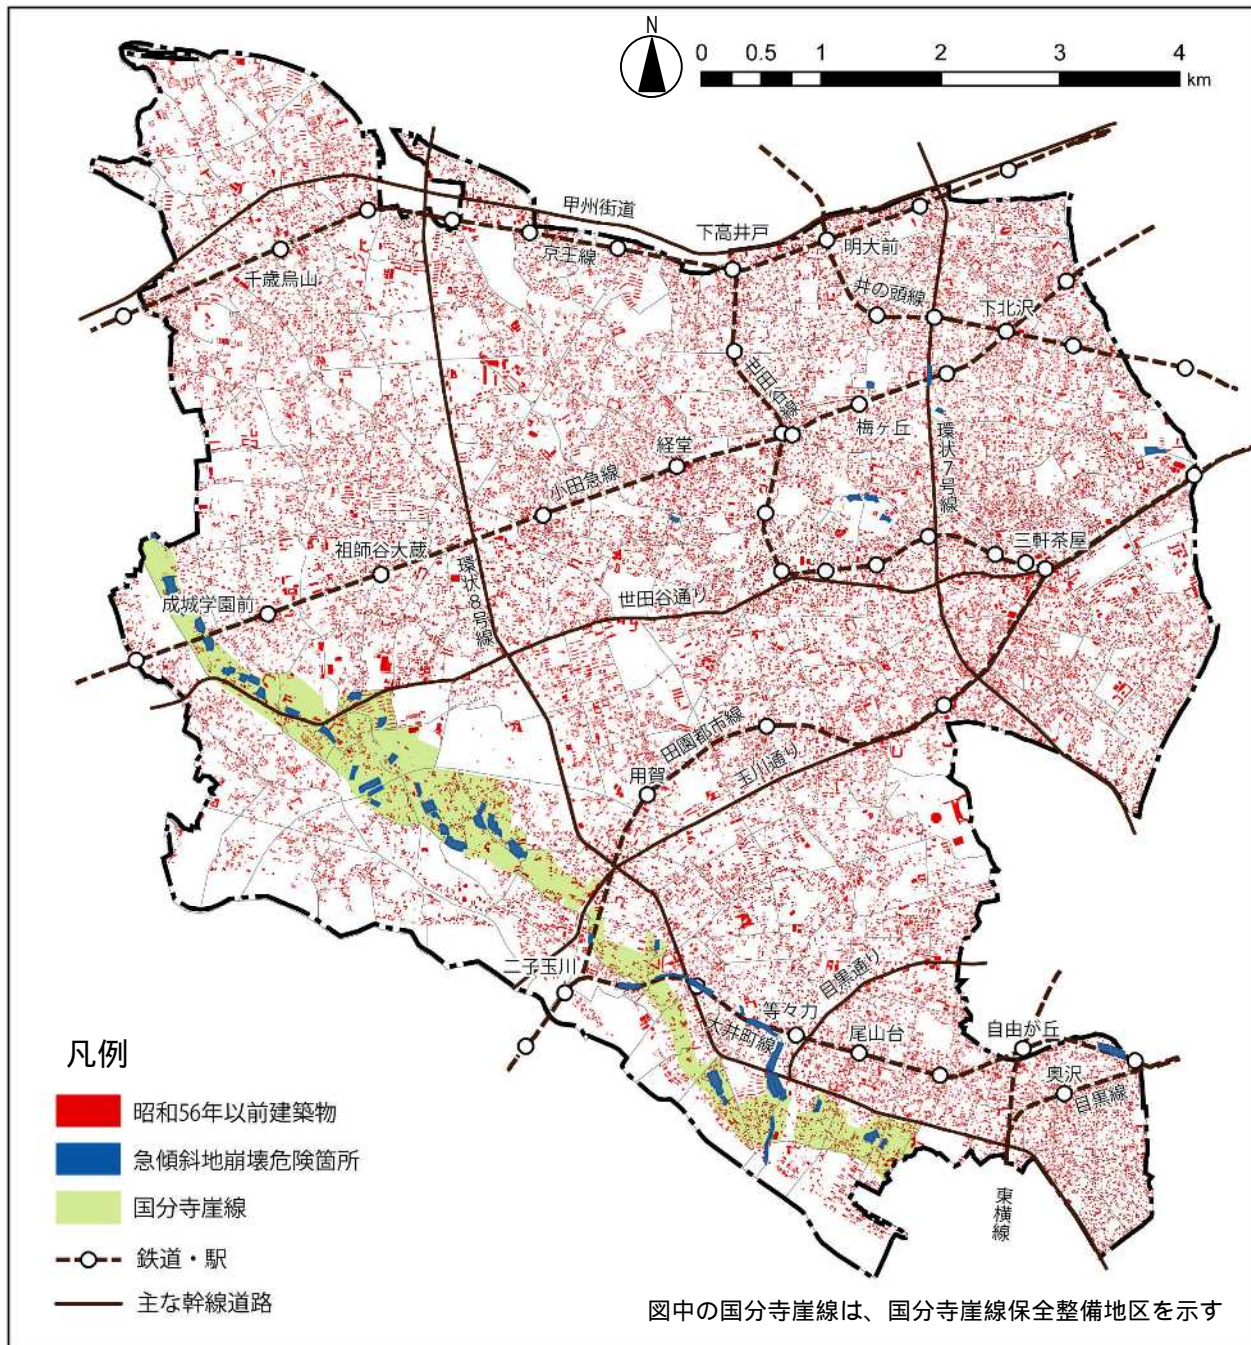 N
0 0.5 1 2 3 4
km
甲州街道
下高井戸
明大前
京王線
千歳烏山
井の頭線
下北沢
世田谷線
梅ヶ丘
経堂
環状7号線
小田急線
祖師谷大蔵
三軒茶屋
環状8号線
成城学園前
世田谷通り
田園都市線
玉川通り
用賀
二子玉川
目黒通り
等々力
大井町線
尾山台
自由が丘
奥沢
目黒線
東横線
凡例
昭和56年以前建築物
急傾斜地崩壊危険箇所
国分寺崖線
鉄道・駅
主な幹線道路
図中の国分寺崖線は、国分寺崖線保全整備地区を示す